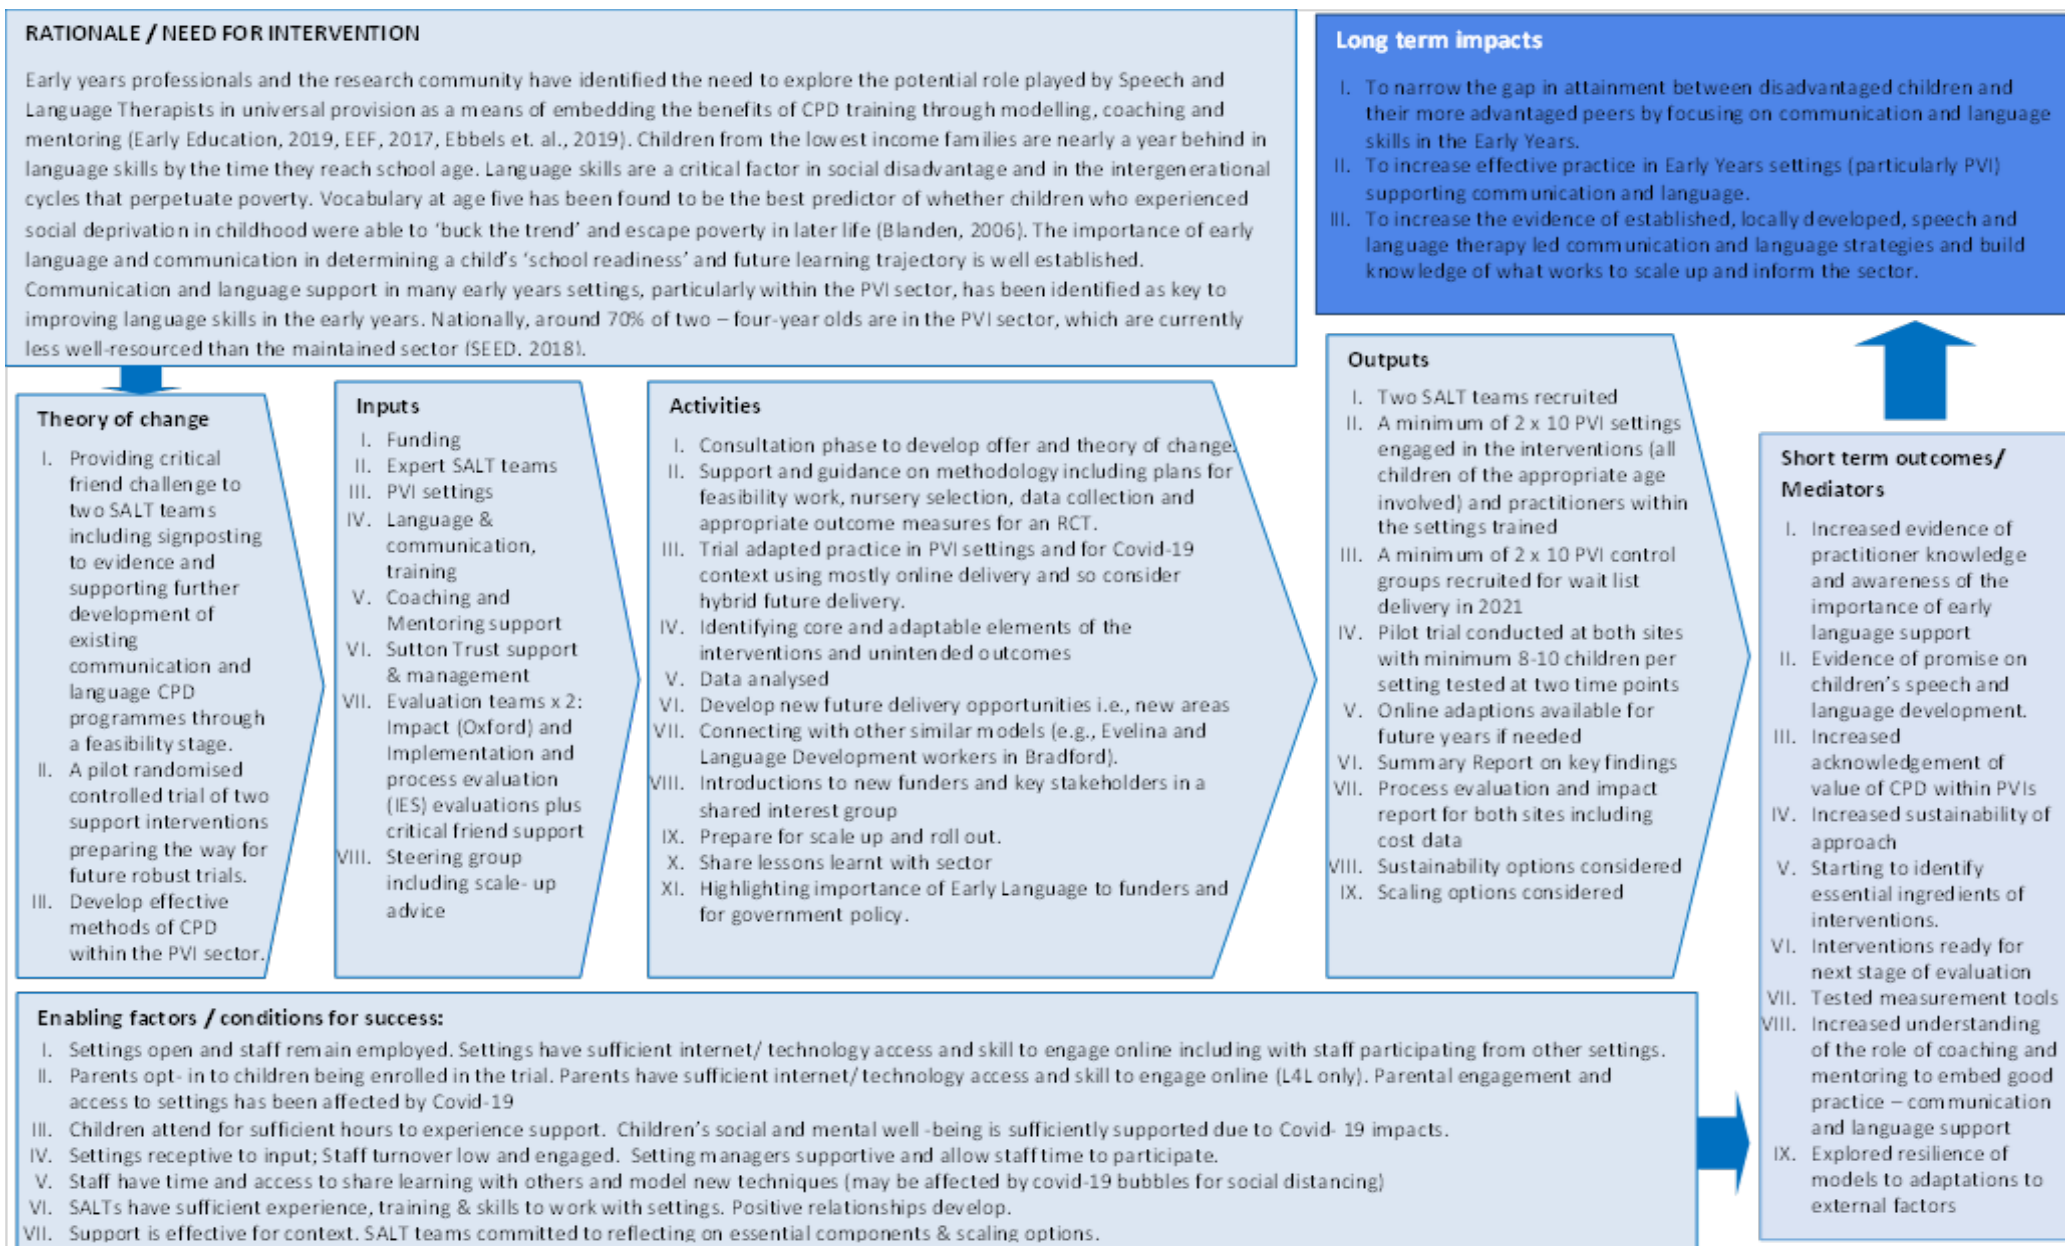 RATIONALE / NEED FOR INTERVENTION
Early years professionals and the research community have identified the need to explore the potential role played by Speech and
Language Therapists in universal provision as a means of embedding the benefits of CPD training through modelling, coaching and
mentoring (Early Education, 2019, EEF, 2017, Ebbels et. al., 2019). Children from the lowest income families are nearly a year behind in
language skills by the time they reach school age. Language skills are a critical factor in social disadvantage and in the intergenerational
cycles that perpetuate poverty. Vocabulary at age five has been found to be the best predictor of whether children who experienced
social deprivation in childhood were able to ‘buck the trend’ and escape poverty in later life (Blanden, 2006). The importance of early
language and communication in determining a child’s ‘school readiness’ and future learning trajectory is well established.
Communication and language support in many early years settings, particularly within the PVI sector, has been identified as key to
improving language skills in the early years. Nationally, around 70% of two – four-year olds are in the PVI sector, which are currently
less well-resourced than the maintained sector (SEED. 2018).
Long term impacts
I. To narrow the gap in attainment between disadvantaged children and
their more advantaged peers by focusing on communication and language
skills in the Early Years.
II. To increase effective practice in Early Years settings (particularly PVI)
supporting communication and language.
III. To increase the evidence of established, locally developed, speech and
language therapy led communication and language strategies and build
knowledge of what works to scale up and inform the sector.
Theory of change
I. Providing critical
friend challenge to
two SALT teams
including signposting
to evidence and
supporting further
development of
existing
communication and
language CPD
programmes through
a feasibility stage.
II. A pilot randomised
controlled trial of two
support interventions
preparing the way for
future robust trials.
III. Develop effective
methods of CPD
within the PVI sector.
Inputs
I. Funding
II. Expert SALT teams
III. PVI settings
IV. Language &
communication,
training
V. Coaching and
Mentoring support
VI. Sutton Trust support
& management
VII. Evaluation teams x 2:
Impact (Oxford) and
Implementation and
process evaluation
(IES) evaluations plus
critical friend support
VIII. Steering group
including scale- up
advice
Activities
I. Consultation phase to develop offer and theory of change.
II. Support and guidance on methodology including plans for
feasibility work, nursery selection, data collection and
appropriate outcome measures for an RCT.
III. Trial adapted practice in PVI settings and for Covid-19
context using mostly online delivery and so consider
hybrid future delivery.
IV. Identifying core and adaptable elements of the
interventions and unintended outcomes
V. Data analysed
VI. Develop new future delivery opportunities i.e., new areas
VII. Connecting with other similar models (e.g., Evelina and
Language Development workers in Bradford).
VIII. Introductions to new funders and key stakeholders in a
shared interest group
IX. Prepare for scale up and roll out.
X. Share lessons learnt with sector
XI. Highlighting importance of Early Language to funders and
for government policy.
Outputs
I. Two SALT teams recruited
II. A minimum of 2 x 10 PVI settings
engaged in the interventions (all
children of the appropriate age
involved) and practitioners within
the settings trained
III. A minimum of 2 x 10 PVI control
groups recruited for wait list
delivery in 2021
IV. Pilot trial conducted at both sites
with minimum 8-10 children per
setting tested at two time points
V. Online adaptions available for
future years if needed
VI. Summary Report on key findings
VII. Process evaluation and impact
report for both sites including
cost data
VIII. Sustainability options considered
IX. Scaling options considered
Short term outcomes/
Mediators
I. Increased evidence of
practitioner knowledge
and awareness of the
importance of early
language support
II. Evidence of promise on
children’s speech and
language development.
III. Increased
acknowledgement of
value of CPD within PVIs
IV. Increased sustainability of
approach
V. Starting to identify
essential ingredients of
interventions.
VI. Interventions ready for
next stage of evaluation
VII. Tested measurement tools
VIII. Increased understanding
of the role of coaching and
mentoring to embed good
practice – communication
and language support
IX. Explored resilience of
models to adaptations to
external factors
Enabling factors / conditions for success:
I. Settings open and staff remain employed. Settings have sufficient internet/ technology access and skill to engage online including with staff participating from other settings.
II. Parents opt- in to children being enrolled in the trial. Parents have sufficient internet/ technology access and skill to engage online (L4L only). Parental engagement and
access to settings has been affected by Covid-19
III. Children attend for sufficient hours to experience support. Children’s social and mental well -being is sufficiently supported due to Covid- 19 impacts.
IV. Settings receptive to input; Staff turnover low and engaged. Setting managers supportive and allow staff time to participate.
V. Staff have time and access to share learning with others and model new techniques (may be affected by covid-19 bubbles for social distancing)
VI. SALTs have sufficient experience, training & skills to work with settings. Positive relationships develop.
VII. Support is effective for context. SALT teams committed to reflecting on essential components & scaling options.